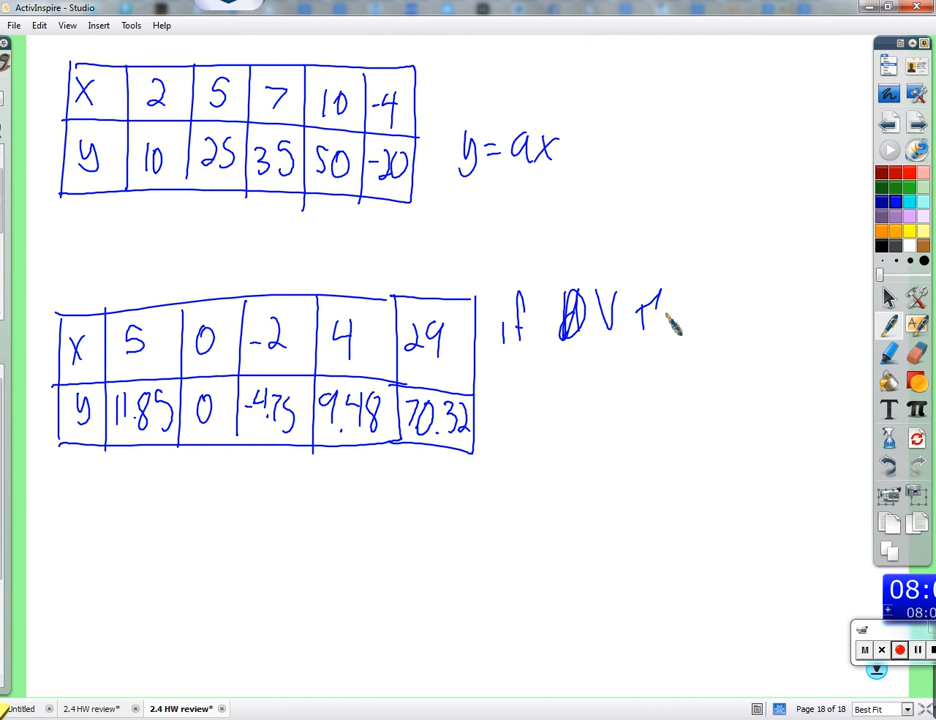 ActivInspire - Studio
File Edit View Insert Tools Help
x 2 5 7 10 -4
y 10 25 35 50 -20
y = ax
x 5 0 -2 4 29
y 11.85 0 -4.75 9.48 70.32
if DV
08:0
08:0
M
Untitled 2.4 HW review* 2.4 HW review* Page 18 of 18 Best Fit